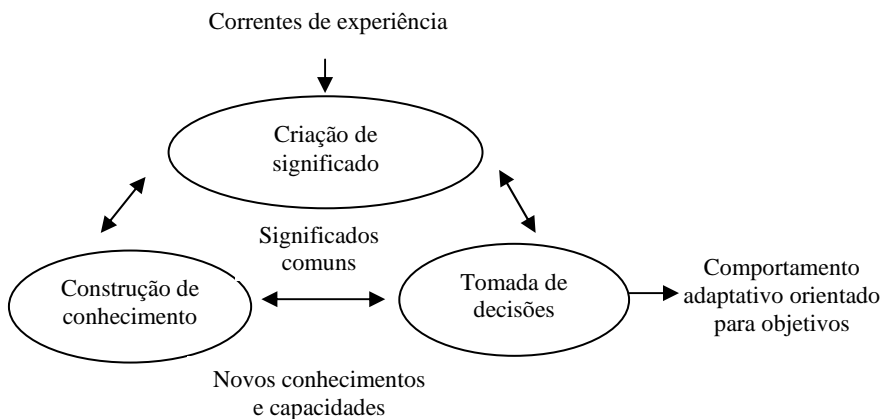 Correntes de experiência
Criação de
significado
Significados
comuns
Construção de
conhecimento
Tomada de
decisões
Comportamento
adaptativo orientado
para objetivos
Novos conhecimentos
e capacidades